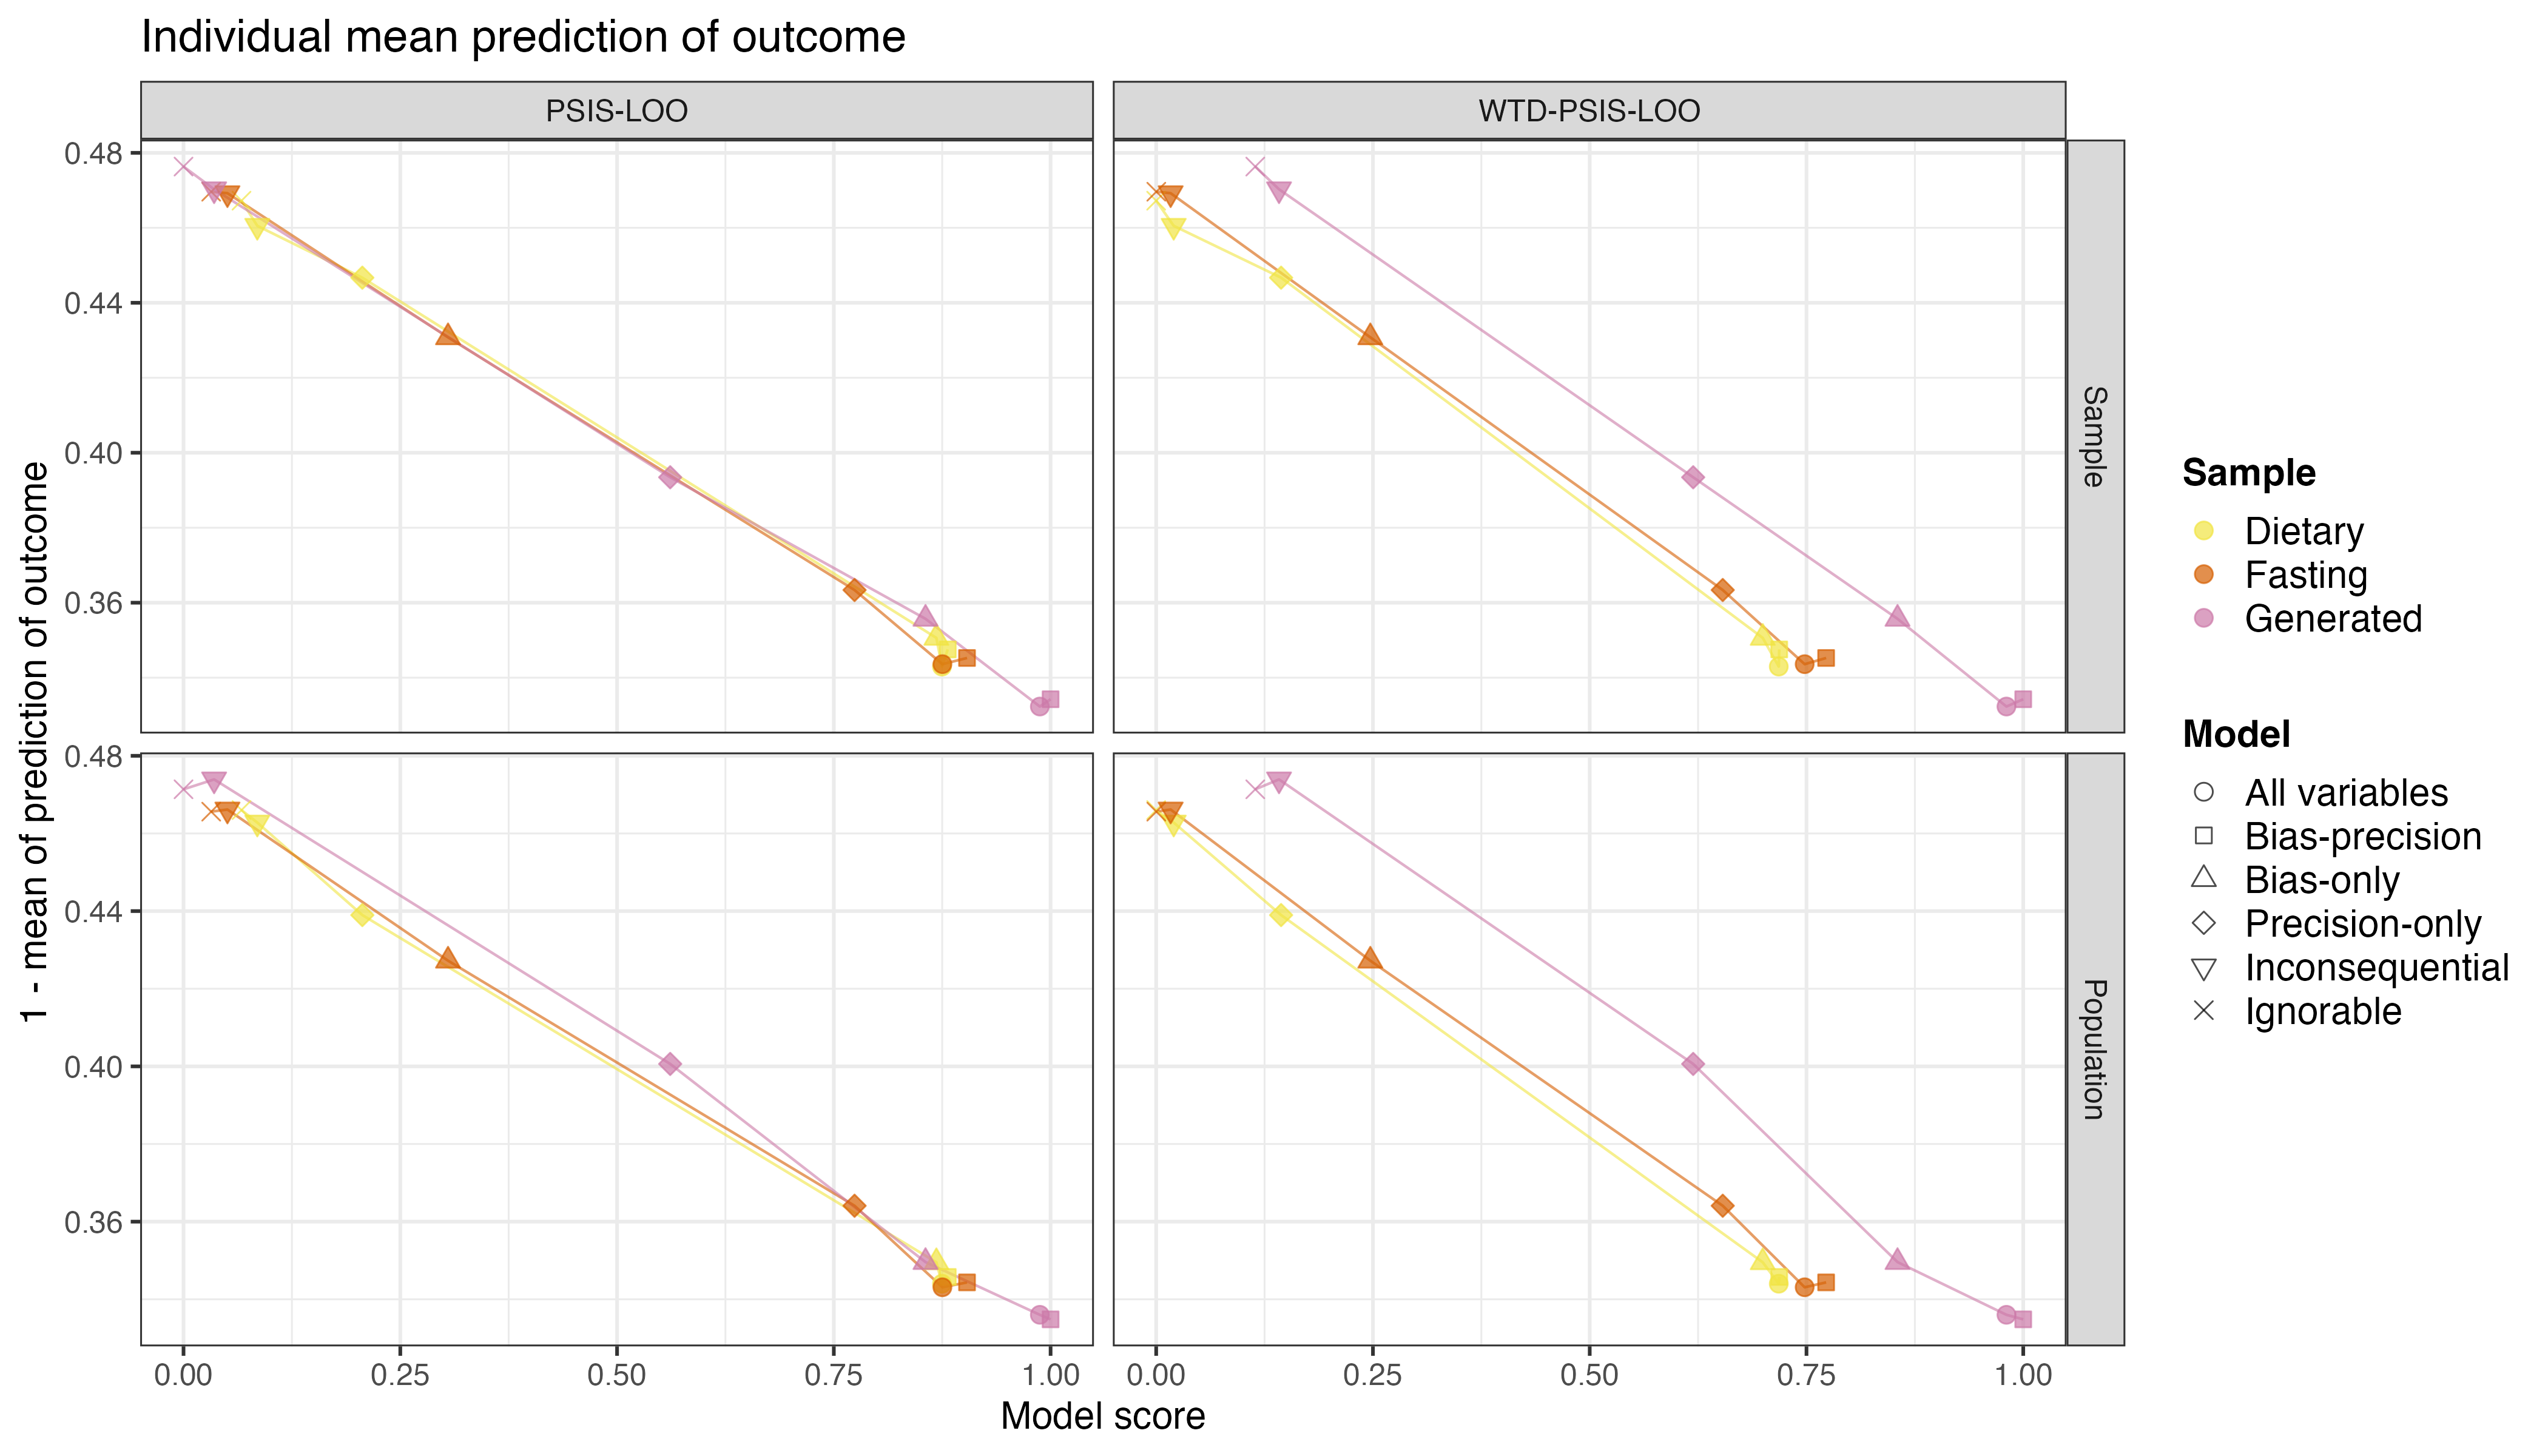 Individual mean prediction of outcome
PSIS-LOO
WTD-PSIS-LOO
0.48
0.44
0.40
0.36
Sample
0.48
0.44
0.40
0.36
Population
1 - mean of prediction of outcome
0.00 0.25 0.50 0.75 1.00
0.00 0.25 0.50 0.75 1.00
Model score
Sample
Dietary
Fasting
Generated
Model
All variables
Bias-precision
Bias-only
Precision-only
Inconsequential
Ignorable